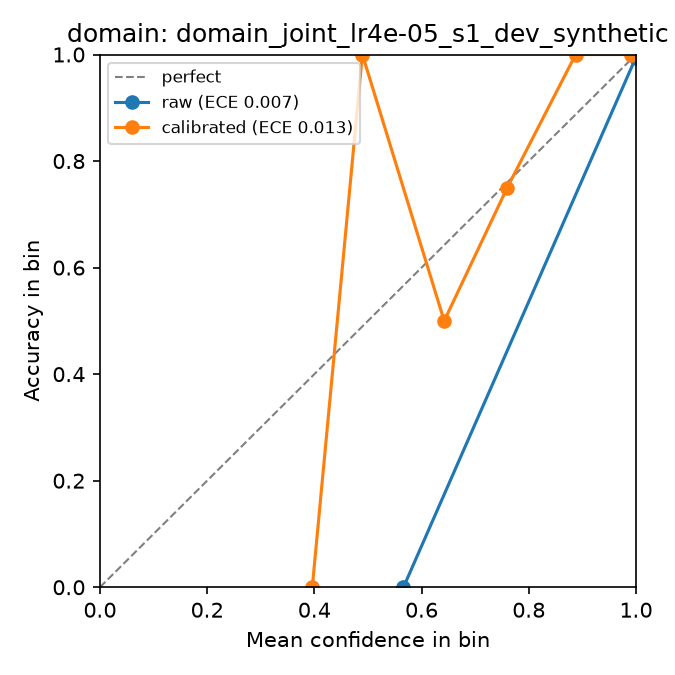 domain: domain_joint_lr4e-05_s1_dev_synthetic
perfect
raw (ECE 0.007)
calibrated (ECE 0.013)
1.0
0.8
0.6
0.4
0.2
0.0
Accuracy in bin
0.0 0.2 0.4 0.6 0.8 1.0
Mean confidence in bin